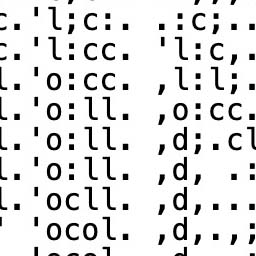 c.'l;c:. .:c;..
c.'l:cc. 'l:c,.
l.'o:cc. ,l:l;.
l.'o:ll. ,o:cc.
l.'o:ll. ,d;.cl
l.'o:ll. ,d, .:
l.'ocll. ,d,...
' 'ocol. ,d,.,;